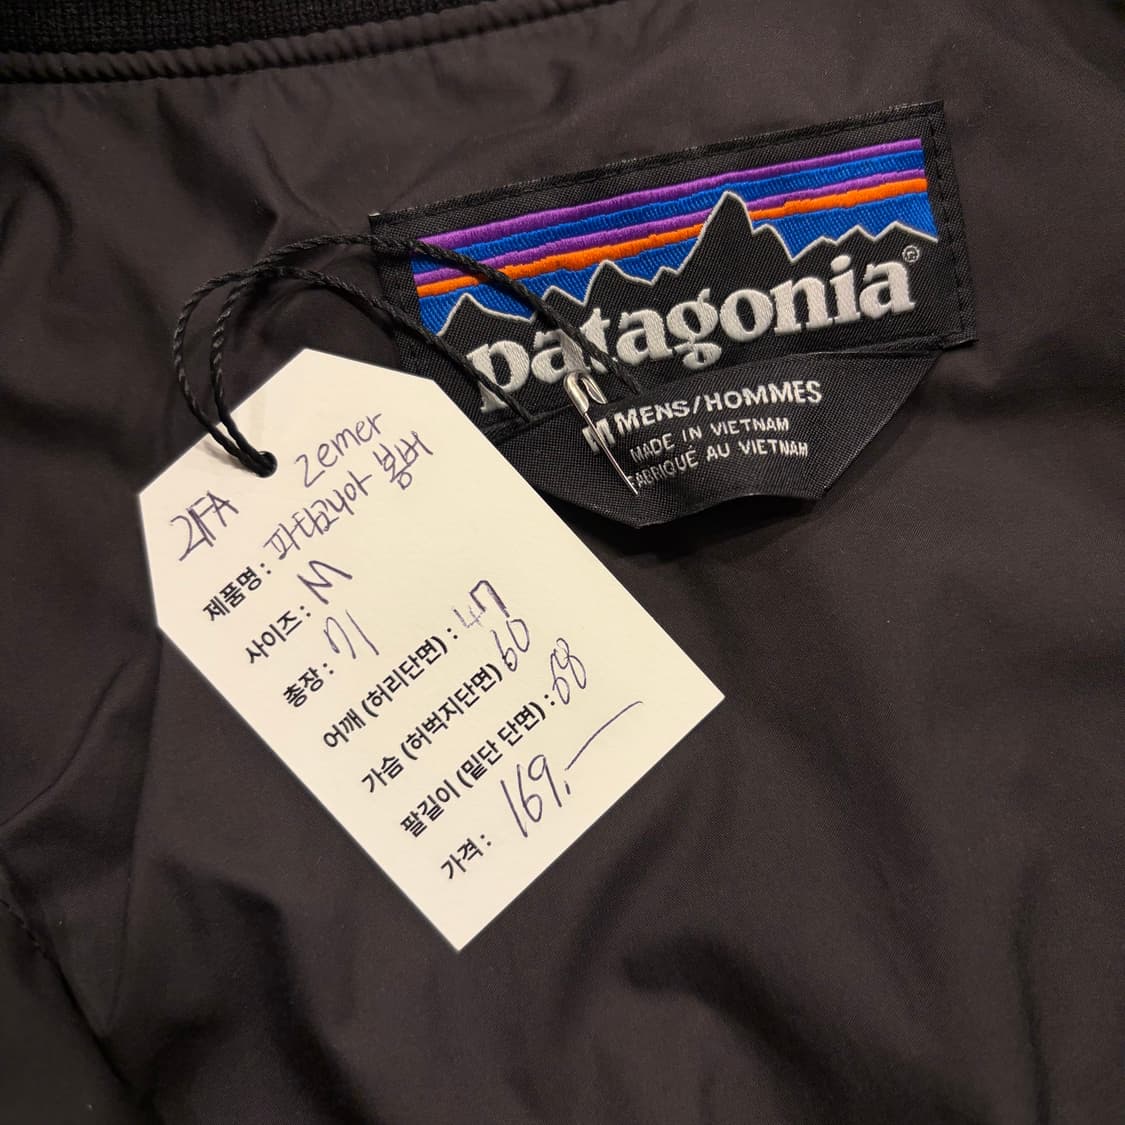 patagonia®
M MENS/HOMMES
MADE IN VIETNAM
FABRIQUÉ AU VIETNAM
21FA
zemer
제품명: 파타고니아 봄버
사이즈: M
총장: 71
어깨 (허리단면) : 47
가슴 (허벅지단면) 60
팔길이 (밑단 단면) : 68
가격: 169,—